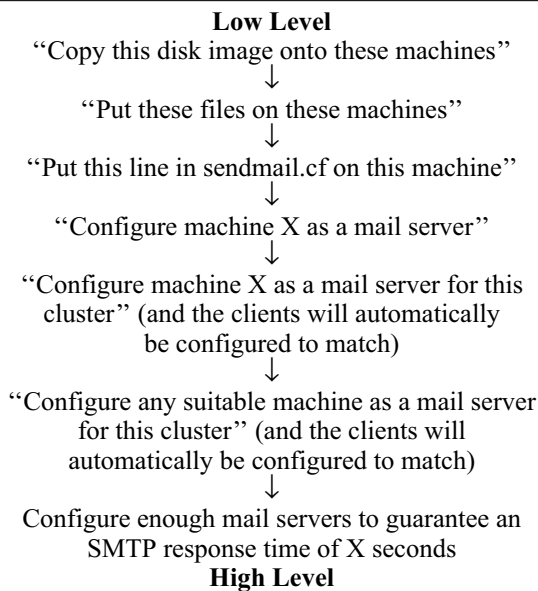 Low Level
‘‘Copy this disk image onto these machines’’
↓
‘‘Put these files on these machines’’
↓
‘‘Put this line in sendmail.cf on this machine’’
↓
‘‘Configure machine X as a mail server’’
↓
‘‘Configure machine X as a mail server for this
cluster’’ (and the clients will automatically
be configured to match)
↓
‘‘Configure any suitable machine as a mail server
for this cluster’’ (and the clients will
automatically be configured to match)
↓
Configure enough mail servers to guarantee an
SMTP response time of X seconds
High Level